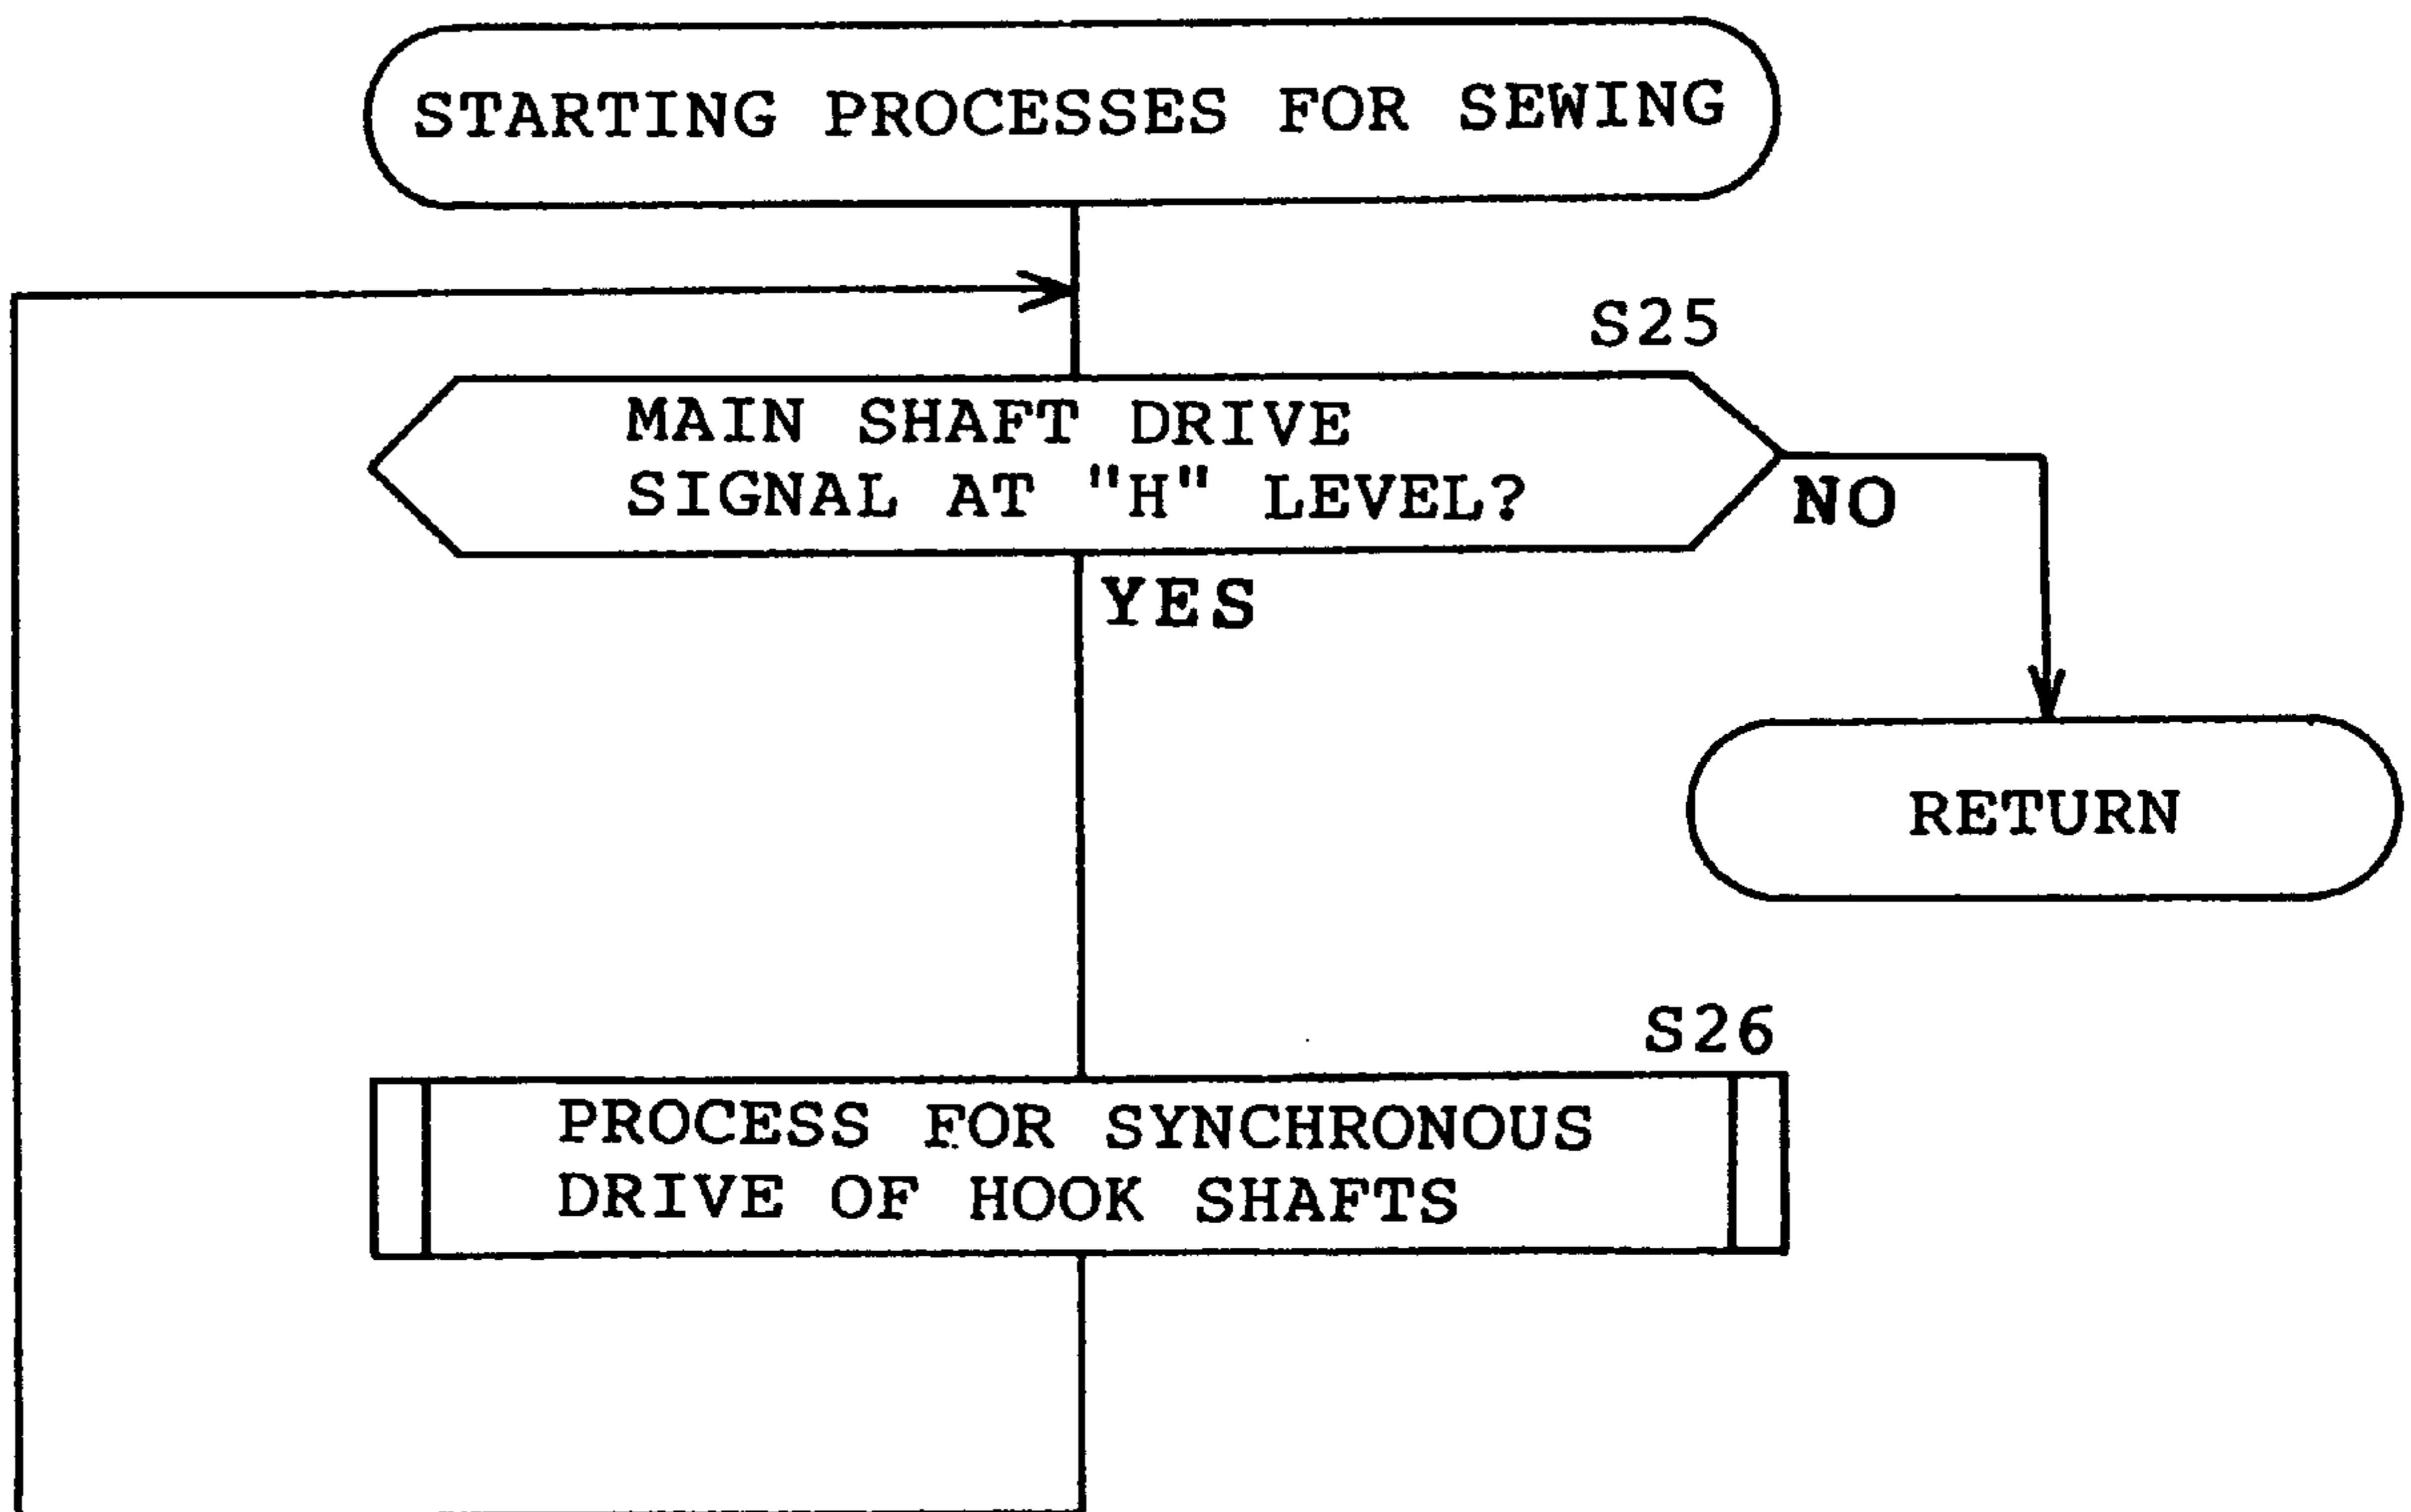 STARTING PROCESSES FOR SEWING
S25
MAIN SHAFT DRIVE
SIGNAL AT "H" LEVEL?
NO
YES
RETURN
S26
PROCESS FOR SYNCHRONOUS
DRIVE OF HOOK SHAFTS